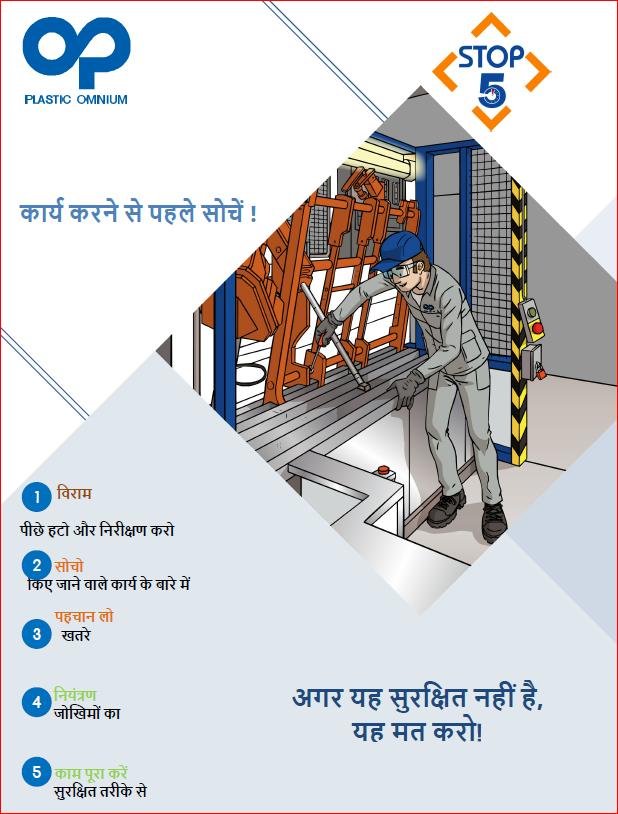 PLASTIC OMNIUM
STOP
5
कार्य करने से पहले सोचें !
1 विराम
पीछे हटो और निरीक्षण करो
2 सोचो
किए जाने वाले कार्य के बारे में
पहचान लो
3 खतरे
4 नियंत्रण
जोखिमों का
5 काम पूरा करें
सुरक्षित तरीके से
अगर यह सुरक्षित नहीं है,
यह मत करो!